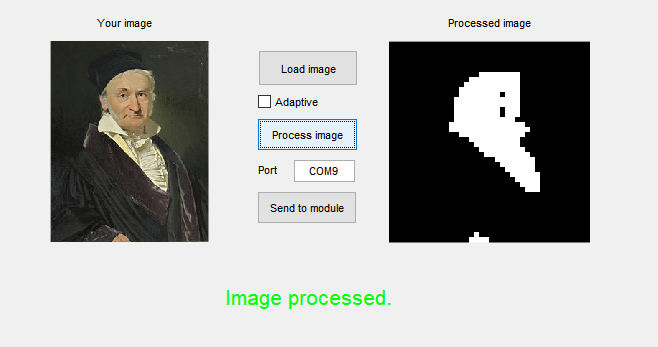 Your image
Processed image
Load image
Adaptive
Process image
Port
COM9
Send to module
Image processed.